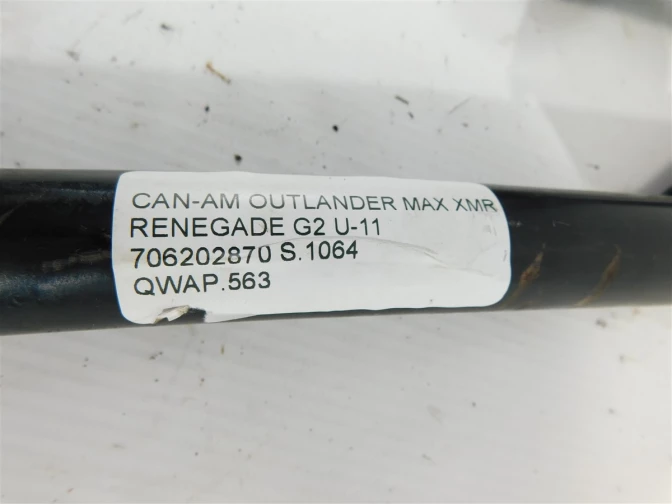 CAN-AM OUTLANDER MAX XMR
RENEGADE G2 U-11
706202870 S.1064
QWAP.563